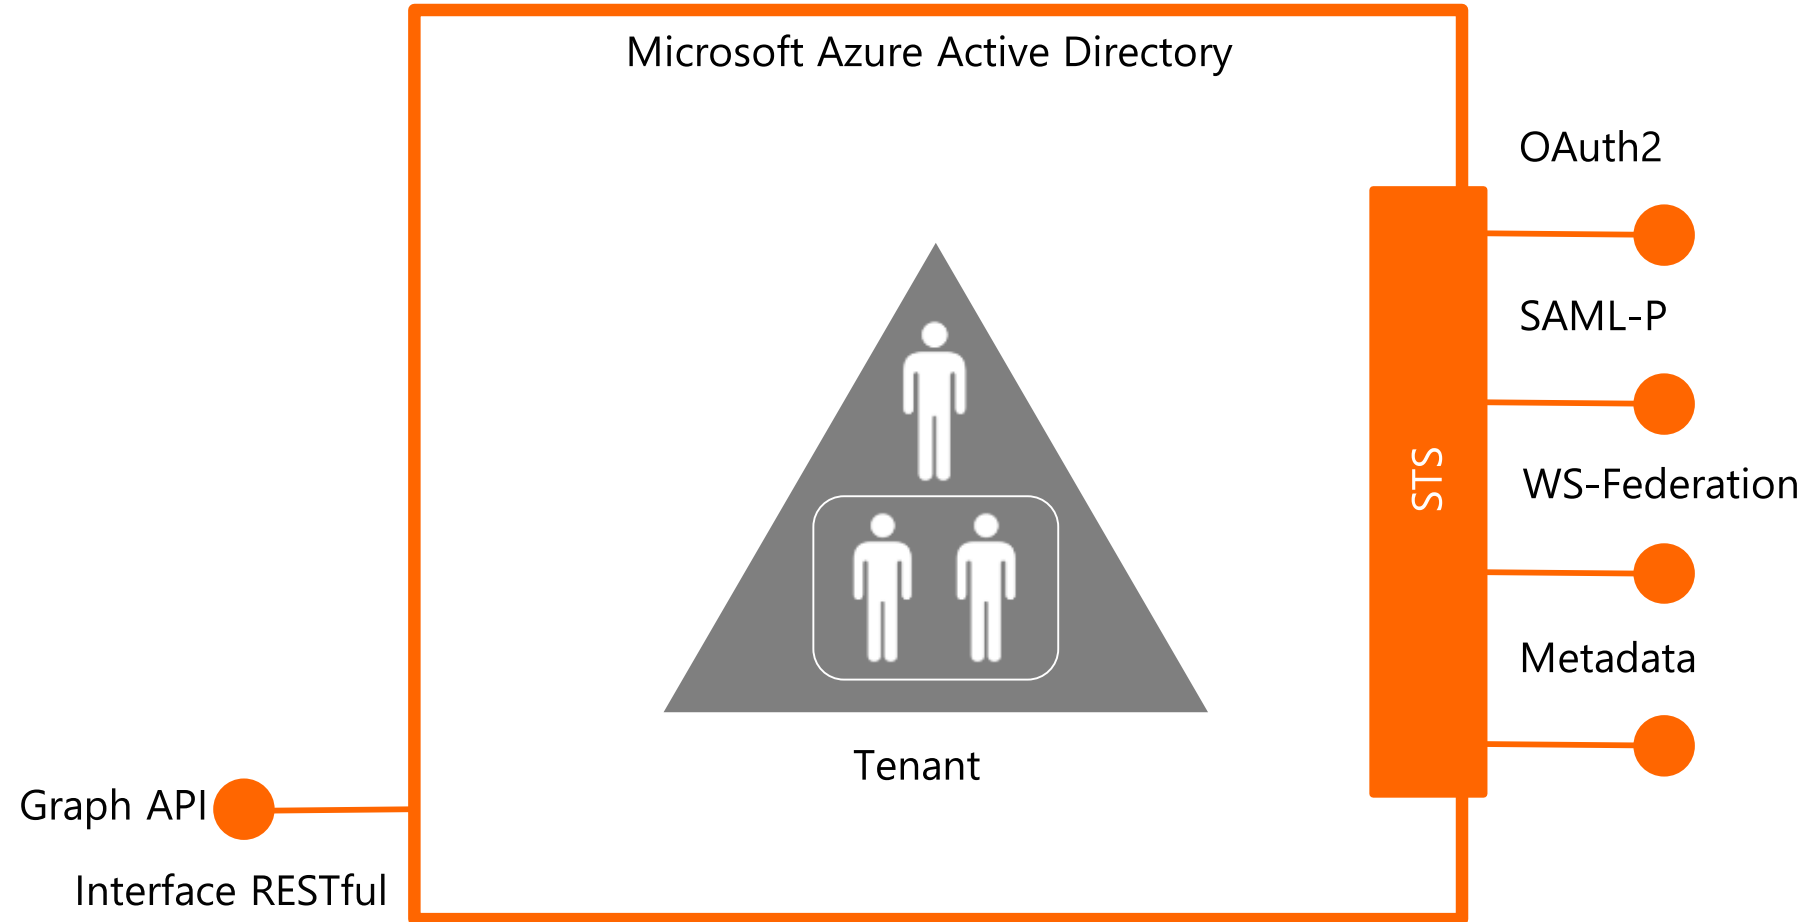 Microsoft Azure Active Directory
OAuth2
SAML-P
STS
WS-Federation
Metadata
Tenant
Graph API
Interface RESTful